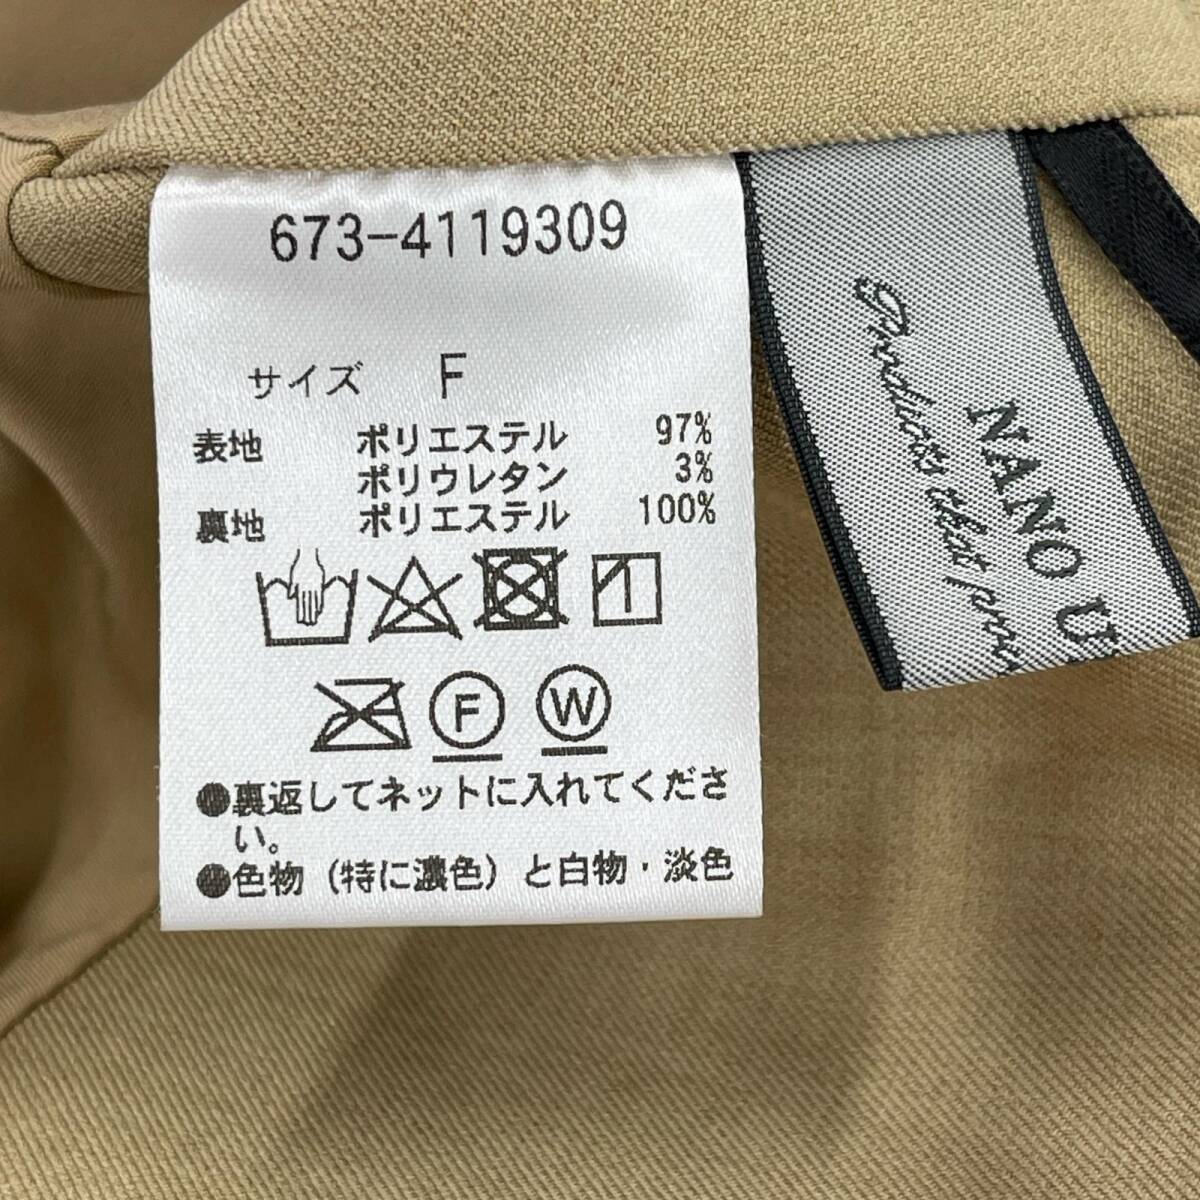 673-4119309
サイズ F
表地 ポリエステル 97%
ポリウレタン 3%
裏地 ポリエステル 100%
F W
●裏返してネットに入れてくださ
い。
●色物（特に濃色）と白物・淡色
NANO U